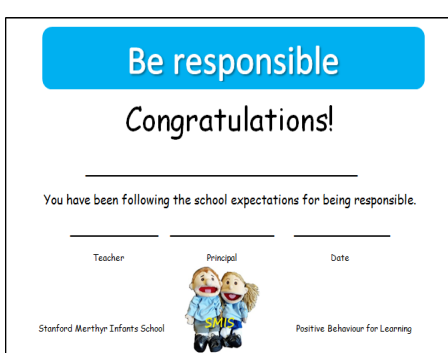 Be responsible
Congratulations!
You have been following the school expectations for being responsible.
Teacher Principal Date
SMIS
Stanford Merthyr Infants School Positive Behaviour for Learning